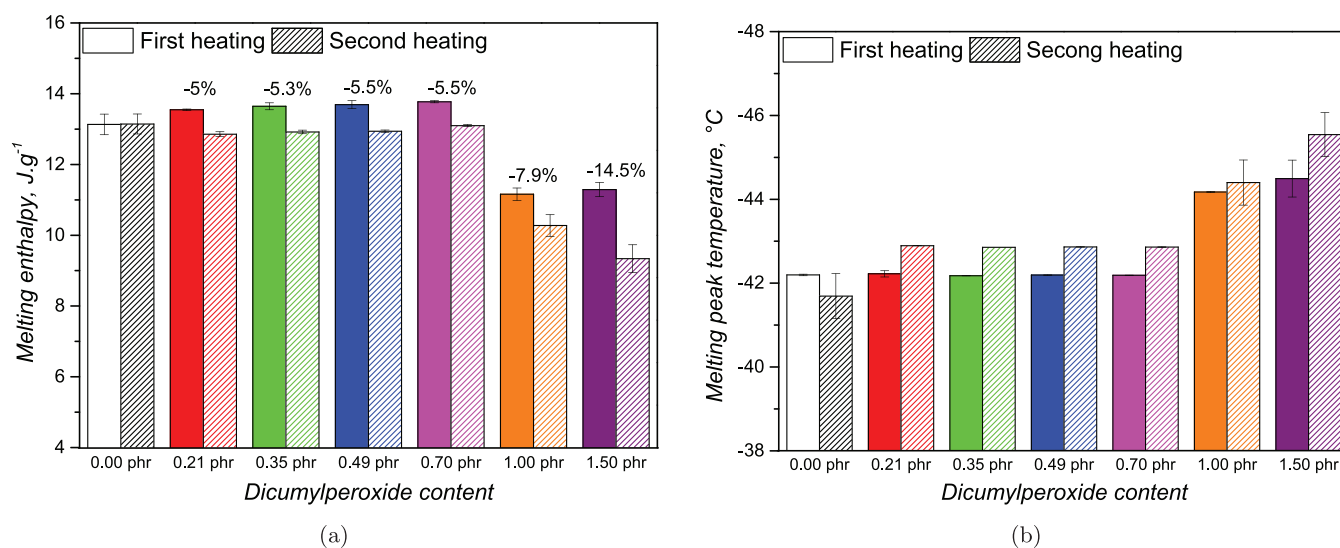 16
14
12
10
8
6
4
Melting enthalpy, J.g⁻¹
First heating
Second heating
-5%
-5.3%
-5.5%
-5.5%
-7.9%
-14.5%
0.00 phr
0.21 phr
0.35 phr
0.49 phr
0.70 phr
1.00 phr
1.50 phr
Dicumylperoxide content
(a)
-48
-46
-44
-42
-40
-38
Melting peak temperature, °C
First heating
Secong heating
0.00 phr
0.21 phr
0.35 phr
0.49 phr
0.70 phr
1.00 phr
1.50 phr
Dicumylperoxide content
(b)